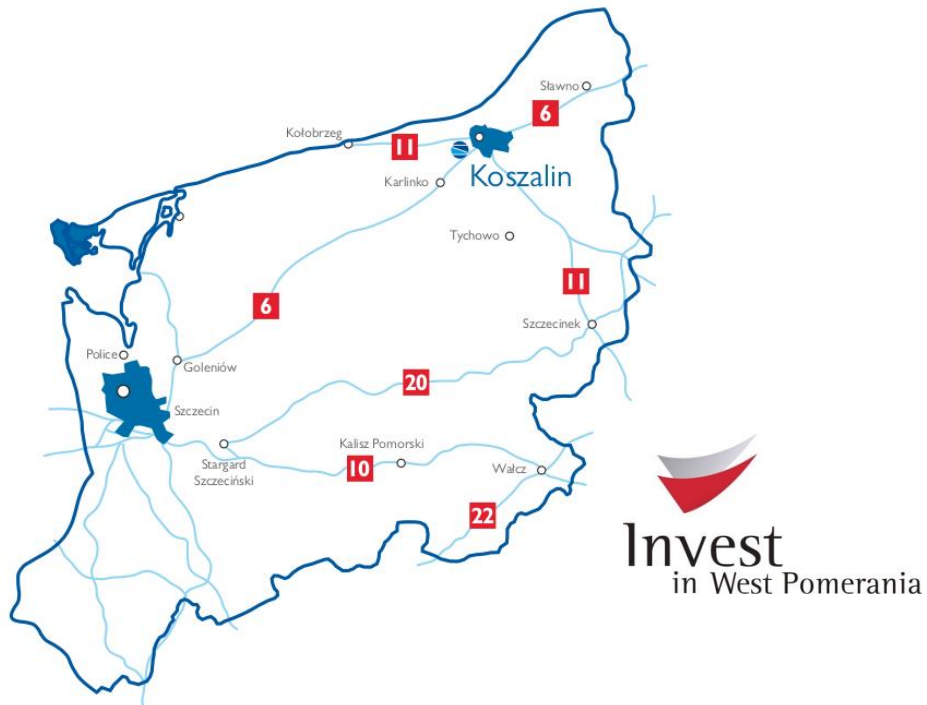 Sławno
6
Kołobrzeg
11
Koszalin
Karlinko
Tychowo
11
6
Szczecinek
Police
Goleniów
20
Szczecin
Kalisz Pomorski
Stargard
Szczeciński
10
Wałcz
22
Invest
in West Pomerania